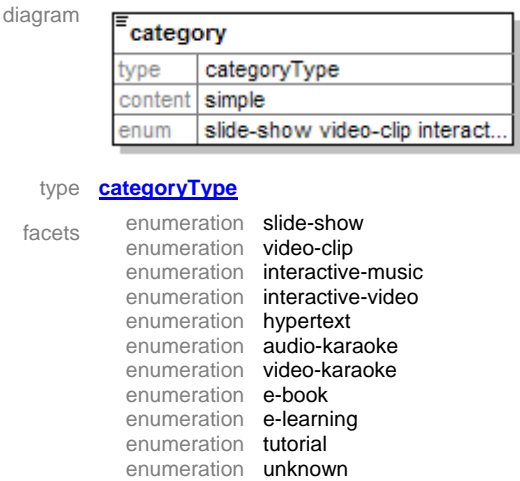 diagram
category
type categoryType
content simple
enum slide-show video-clip interact...
type categoryType
facets
enumeration slide-show
enumeration video-clip
enumeration interactive-music
enumeration interactive-video
enumeration hypertext
enumeration audio-karaoke
enumeration video-karaoke
enumeration e-book
enumeration e-learning
enumeration tutorial
enumeration unknown